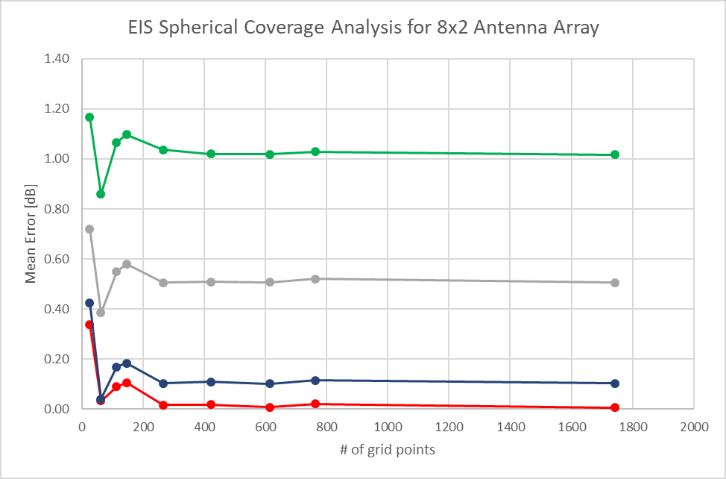 EIS Spherical Coverage Analysis for 8x2 Antenna Array
1.40
1.20
1.00
0.80
0.60
0.40
0.20
0.00
Mean Error [dB]
0 200 400 600 800 1000 1200 1400 1600 1800 2000
# of grid points